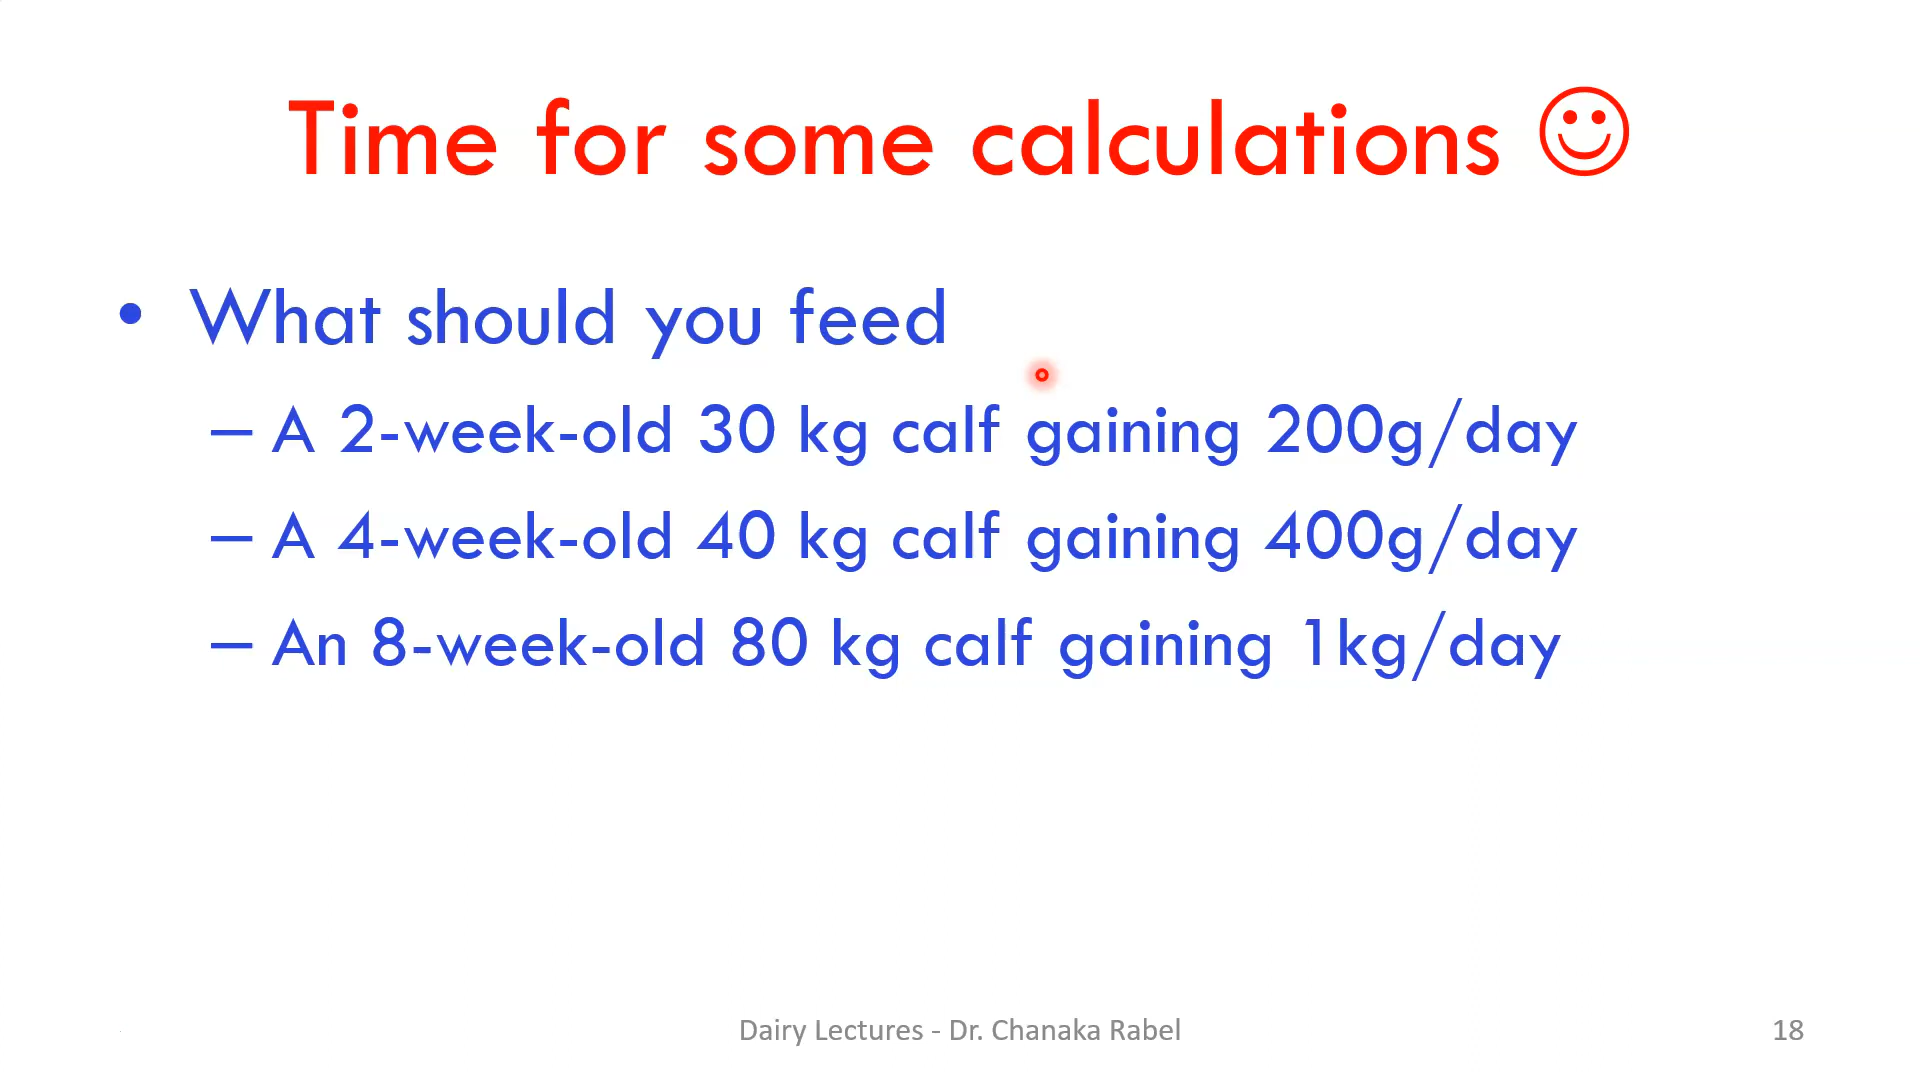 Time for some calculations ☺
• What should you feed
– A 2-week-old 30 kg calf gaining 200g/day
– A 4-week-old 40 kg calf gaining 400g/day
– An 8-week-old 80 kg calf gaining 1kg/day
Dairy Lectures - Dr. Chanaka Rabel
18